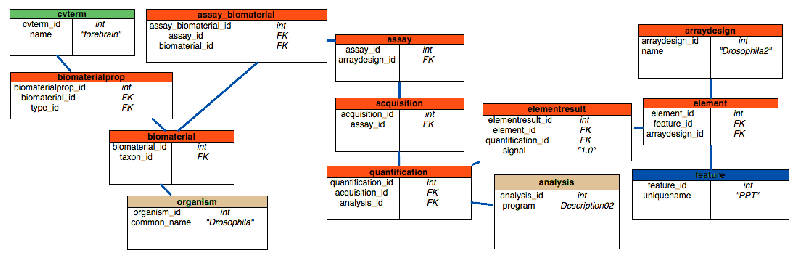 cvterm
cvterm_id int
name "forebrain"
assay_biomaterial
assay_biomaterial_id int
assay_id FK
biomaterial_id FK
assay
assay_id int
arraydesign_id FK
arraydesign
arraydesign_id int
name "Drosophila2"
biomaterialprop
biomaterialprop_id int
biomaterial_id FK
type_id FK
acquisition
acquisition_id int
assay_id FK
elementresult
elementresult_id int
element_id FK
quantification_id FK
signal "1.0"
element
element_id int
feature_id FK
arraydesign_id FK
biomaterial
biomaterial_id int
taxon_id FK
quantification
quantification_id int
acquisition_id FK
analysis_id FK
analysis
analysis_id int
program Description02
feature
feature_id int
uniquename "PPT"
organism
organism_id int
common_name "Drosophila"